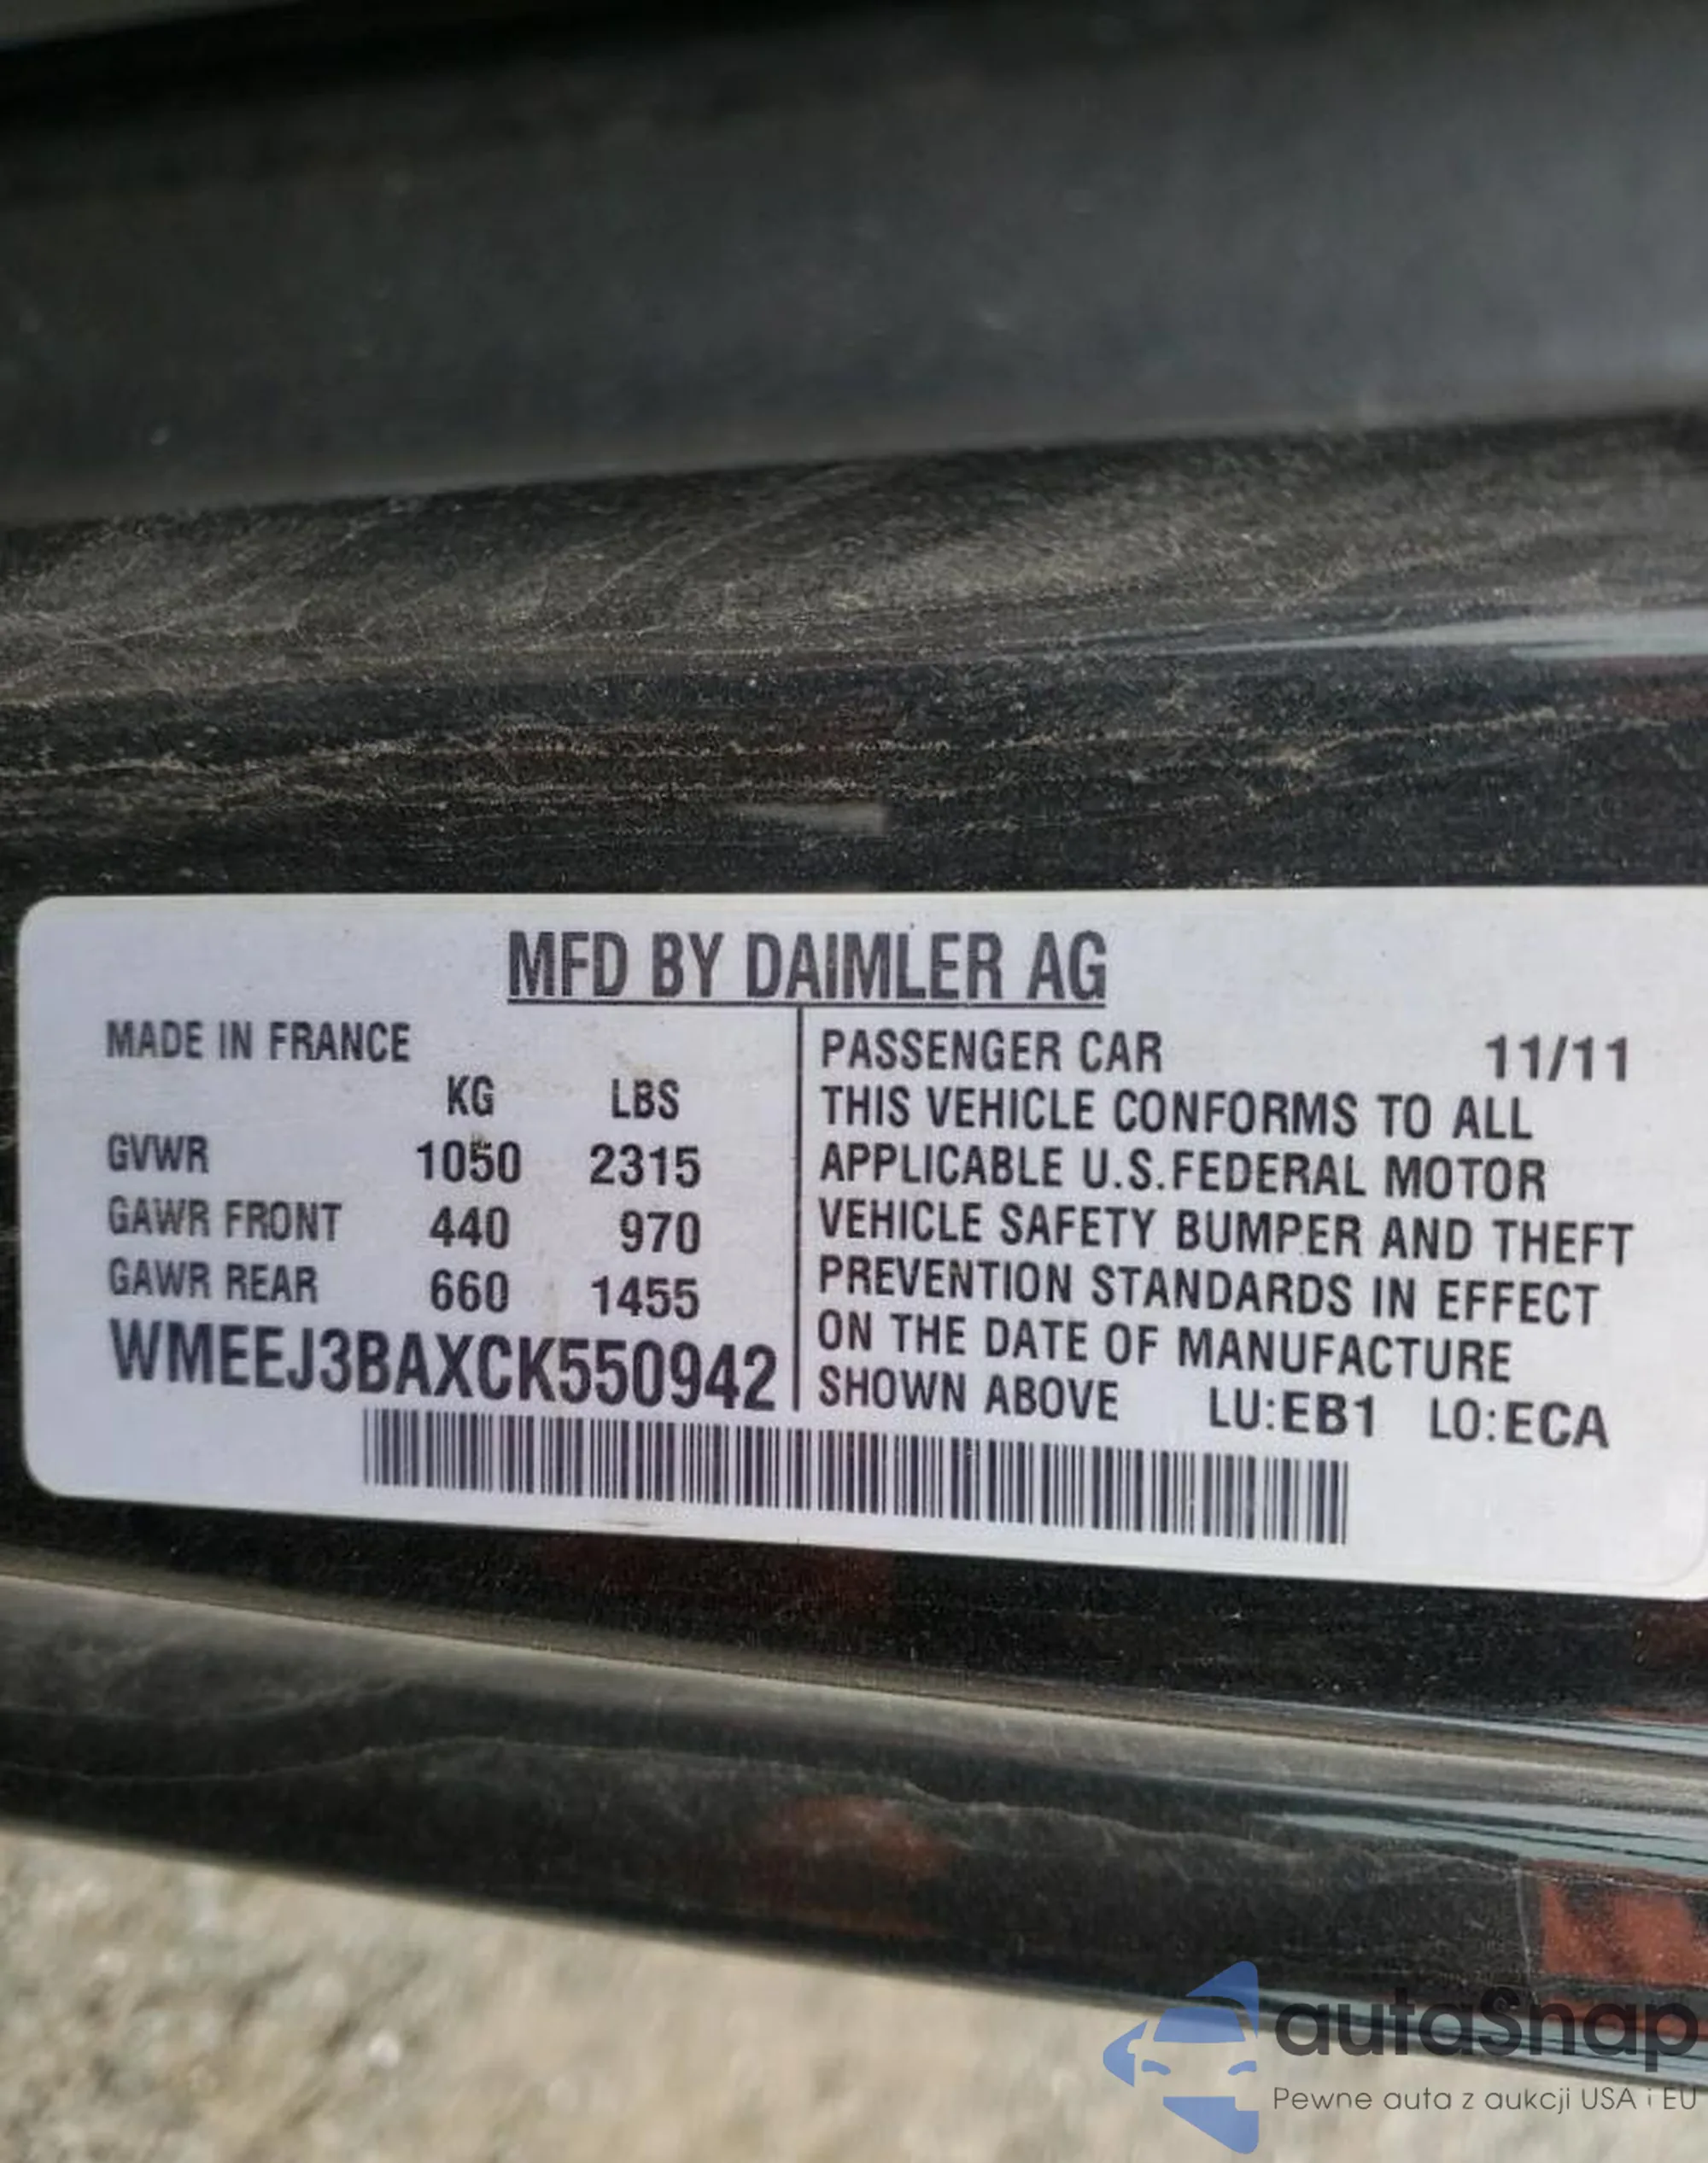 MFD BY DAIMLER AG
MADE IN FRANCE
KG LBS
GVWR 1050 2315
GAWR FRONT 440 970
GAWR REAR 660 1455
WMEEJ3BAXCK550942
PASSENGER CAR 11/11
THIS VEHICLE CONFORMS TO ALL
APPLICABLE U.S.FEDERAL MOTOR
VEHICLE SAFETY BUMPER AND THEFT
PREVENTION STANDARDS IN EFFECT
ON THE DATE OF MANUFACTURE
SHOWN ABOVE LU:EB1 LO:ECA
autaSnap
Pewne auta z aukcji USA i EU